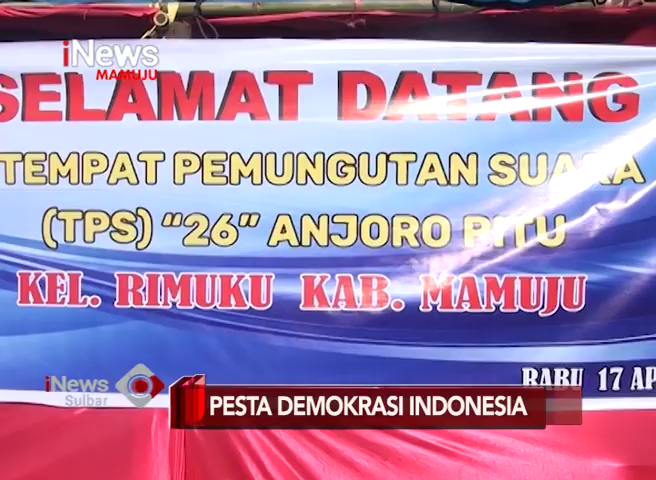 iNews
MAMUJU
SELAMAT DATANG
TEMPAT PEMUNGUTAN SUARA
(TPS) “26” ANJORO PITU
KEL. RIMUKU KAB. MAMUJU
RABU 17 AP
iNews
Sulbar
PESTA DEMOKRASI INDONESIA